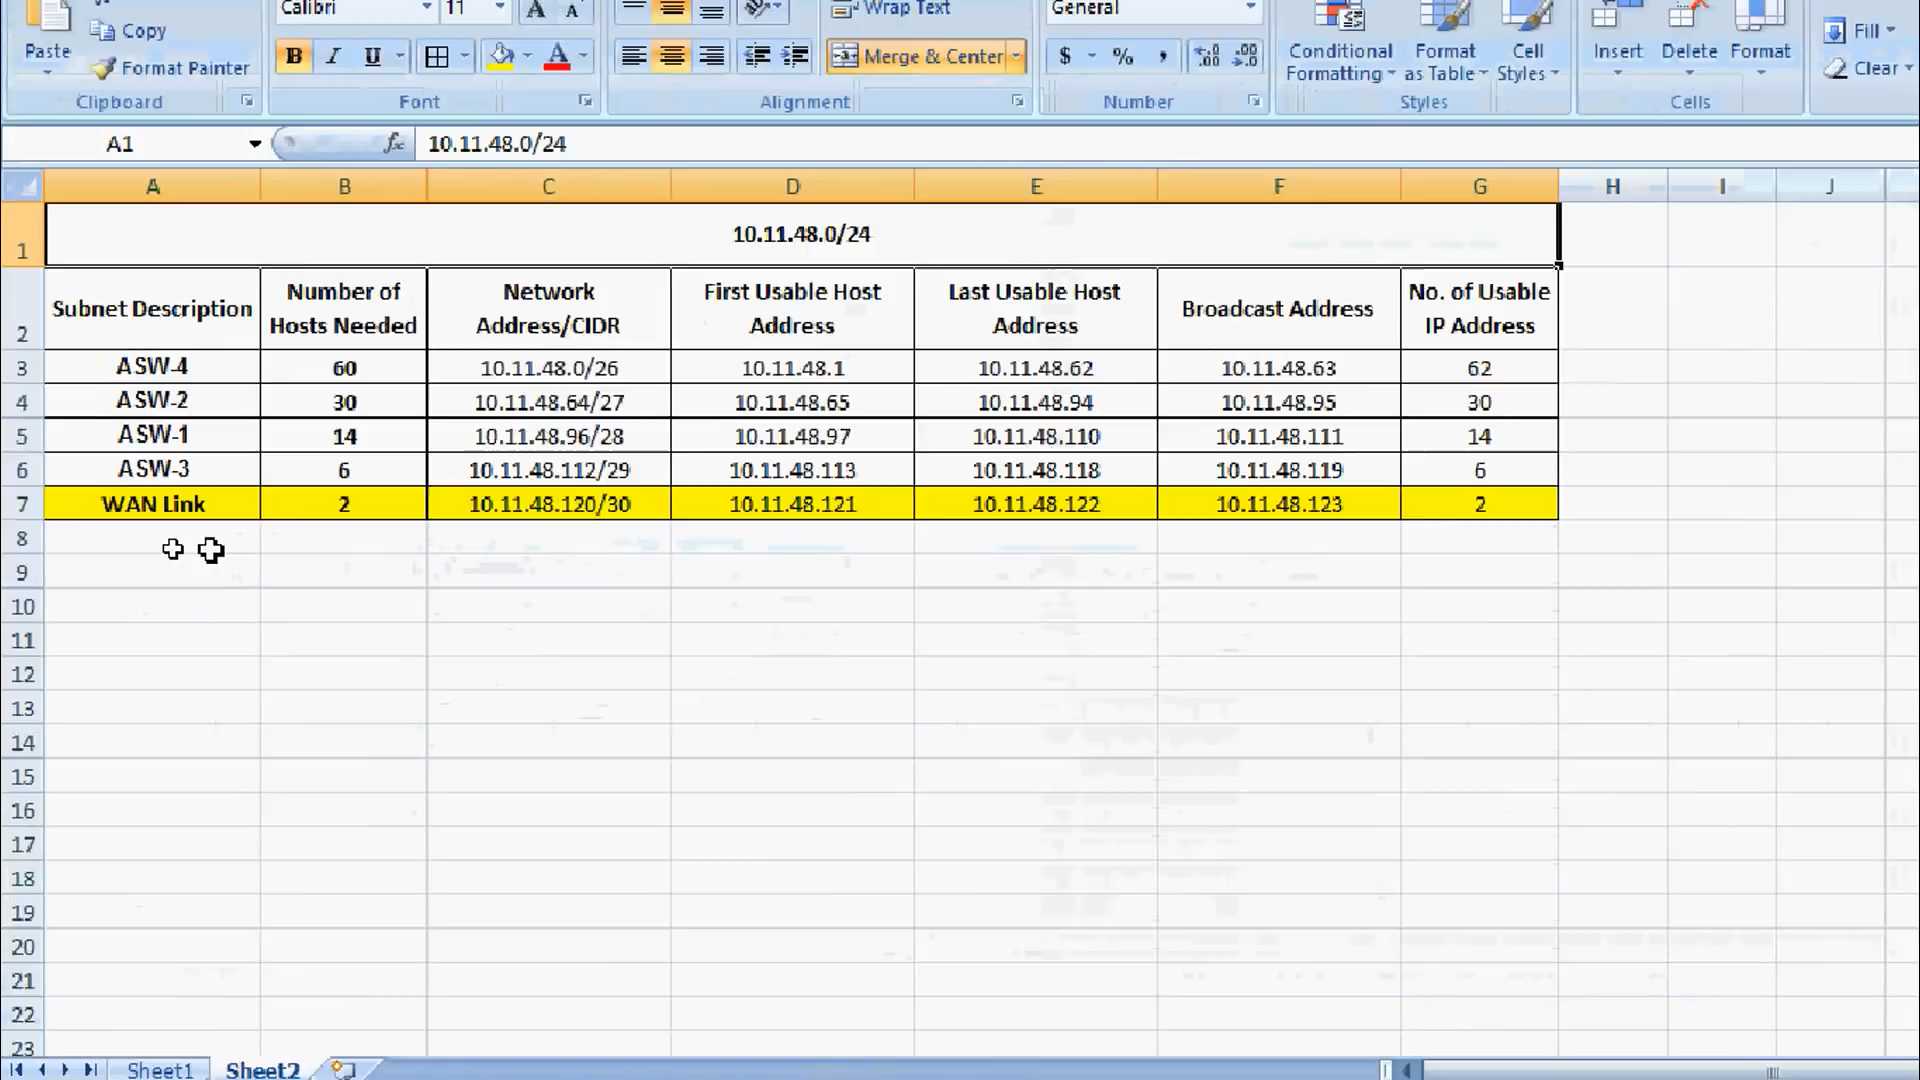 Calibri 11 A A Wrap Text General
Paste Copy Format Painter
B I U A Merge & Center $ % , .0 .00 .00 .0
Conditional Formatting Format as Table Cell Styles
Insert Delete Format
Fill
Clear
Clipboard Font Alignment Number Styles Cells
A1 fx 10.11.48.0/24
A B C D E F G H I J
1 10.11.48.0/24
2 Subnet Description Number of Hosts Needed Network Address/CIDR First Usable Host Address Last Usable Host Address Broadcast Address No. of Usable IP Address
3 ASW-4 60 10.11.48.0/26 10.11.48.1 10.11.48.62 10.11.48.63 62
4 ASW-2 30 10.11.48.64/27 10.11.48.65 10.11.48.94 10.11.48.95 30
5 ASW-1 14 10.11.48.96/28 10.11.48.97 10.11.48.110 10.11.48.111 14
6 ASW-3 6 10.11.48.112/29 10.11.48.113 10.11.48.118 10.11.48.119 6
7 WAN Link 2 10.11.48.120/30 10.11.48.121 10.11.48.122 10.11.48.123 2
8
9
10
11
12
13
14
15
16
17
18
19
20
21
22
23
Sheet1 Sheet2